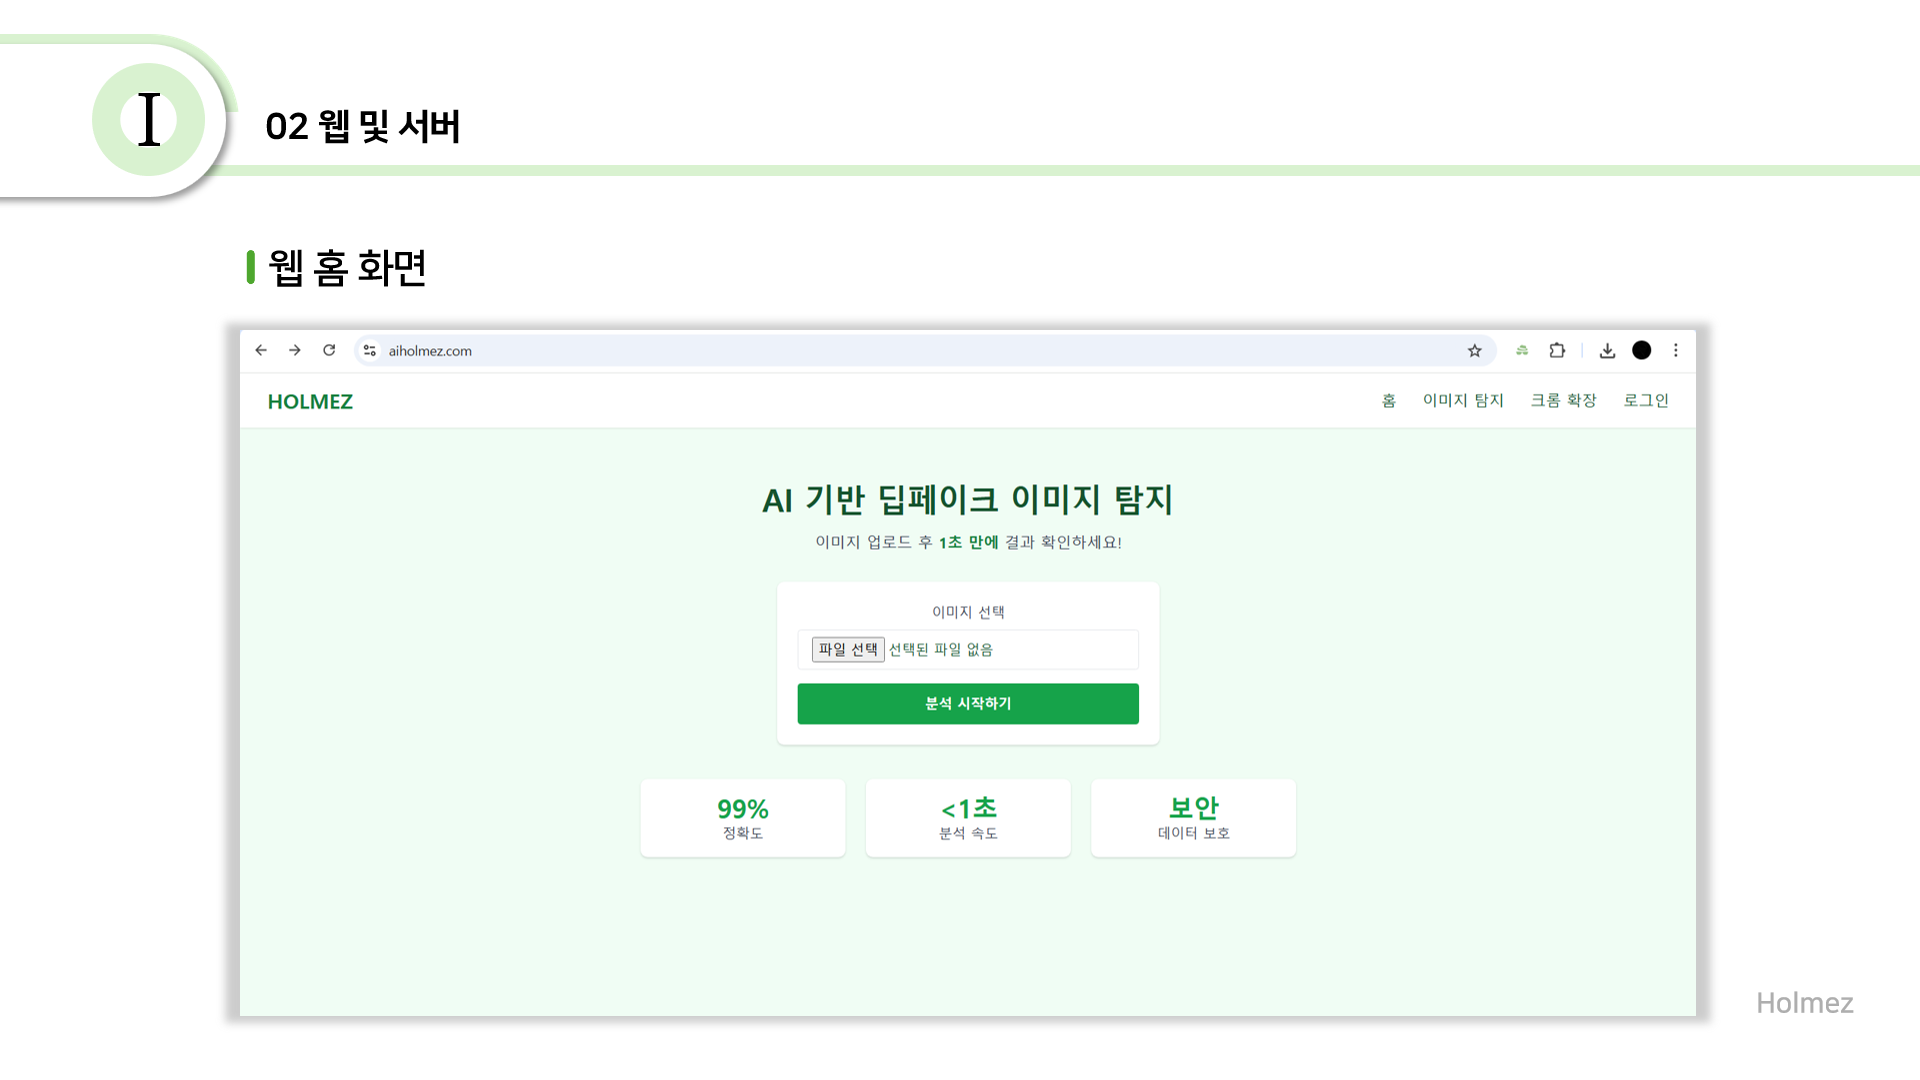 I
02 웹 및 서버
웹 홈 화면
aiholmez.com
HOLMEZ
홈 이미지 탐지 크롬 확장 로그인
AI 기반 딥페이크 이미지 탐지
이미지 업로드 후 1초 만에 결과 확인하세요!
이미지 선택
파일 선택 선택된 파일 없음
분석 시작하기
99%
정확도
<1초
분석 속도
보안
데이터 보호
Holmez